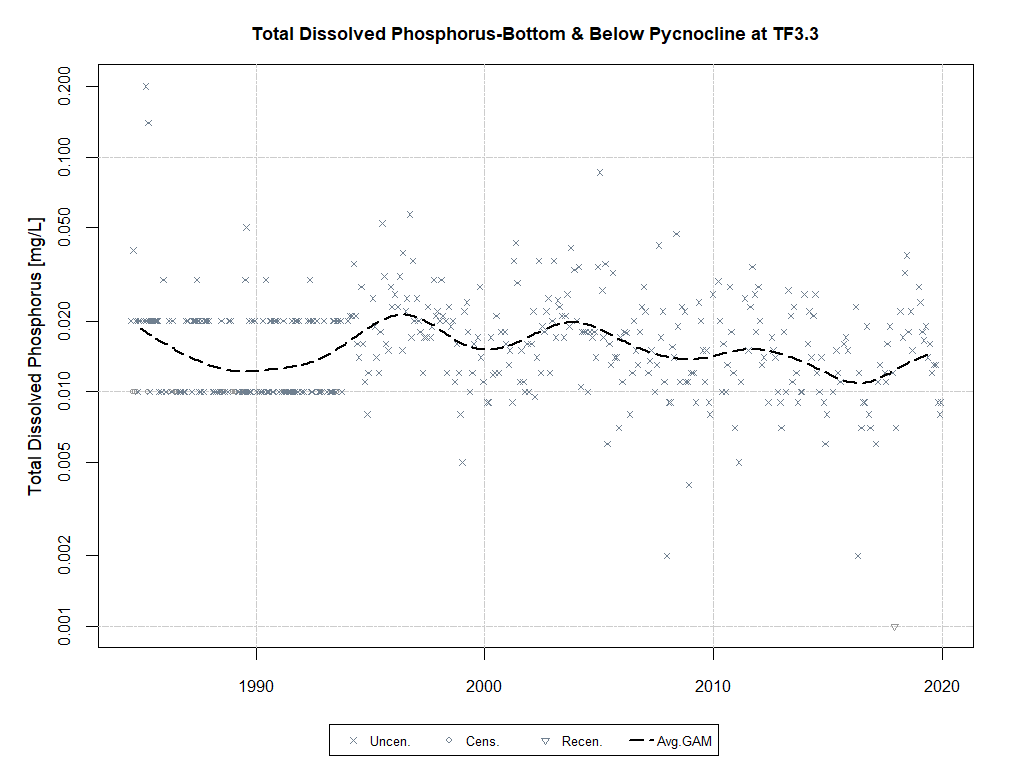 Total Dissolved Phosphorus-Bottom & Below Pycnocline at TF3.3
Total Dissolved Phosphorus [mg/L]
0.200
0.100
0.050
0.020
0.010
0.005
0.002
0.001
1990 2000 2010 2020
Uncen. Cens. Recen. Avg.GAM